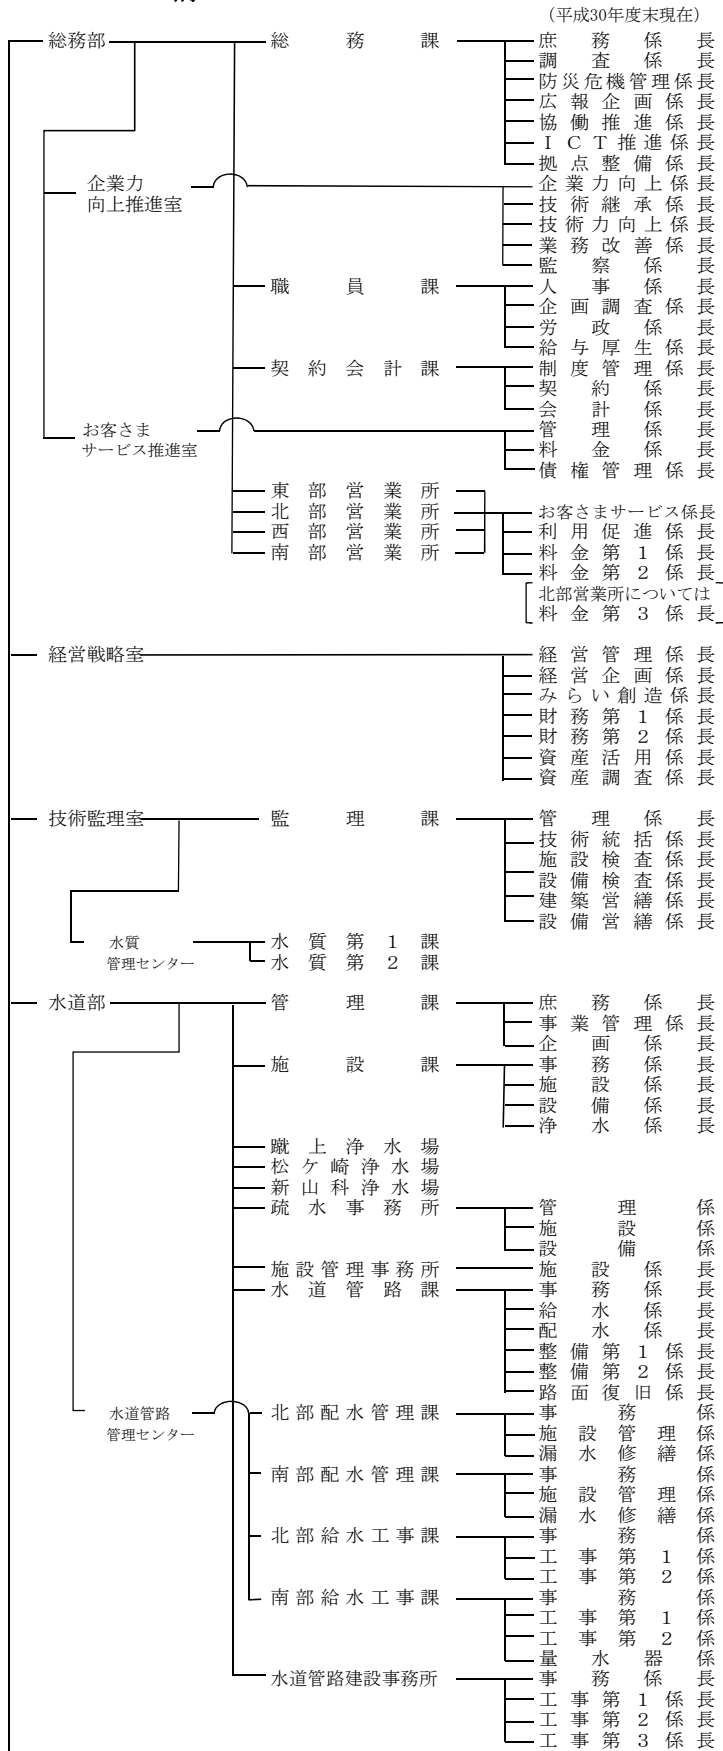 (平成30年度末現在)
総務部 総務課 庶務係長
調査係長
防災危機管理係長
広報企画係長
協働推進係長
ICT推進係長
拠点整備係長
企業力
向上推進室
企業力向上係長
技術継承係長
技術力向上係長
業務改善係長
監察係長
職員課 人事係長
企画調査係長
労政係長
給与厚生係長
契約会計課 制度管理係長
契約係長
会計係長
お客さま
サービス推進室
管理係長
料金係長
債権管理係長
東部営業所
北部営業所 お客さまサービス係長
西部営業所 利用促進係長
南部営業所 料金第1係長
料金第2係長
北部営業所については
料金第3係長
経営戦略室 経営管理係長
経営企画係長
みらい創造係長
財務第1係長
財務第2係長
資産活用係長
資産調査係長
技術監理室 監理課 管理係長
技術統括係長
施設検査係長
設備検査係長
建築営繕係長
設備営繕係長
水質
管理センター
水質第1課
水質第2課
水道部 管理課 庶務係長
事業管理係長
企画係長
施設課 事務係長
施設係長
設備係長
浄水係長
蹴上浄水場
松ケ崎浄水場
新山科浄水場
疏水事務所 管理係
施設係
設備係
施設管理事務所 施設係長
水道管路課 事務係長
給水係長
配水係長
整備第1係長
整備第2係長
路面復旧係長
水道管路
管理センター
北部配水管理課 事務係
施設管理係
漏水修繕係
南部配水管理課 事務係
施設管理係
漏水修繕係
北部給水工事課 事務係
工事第1係
工事第2係
南部給水工事課 事務係
工事第1係
工事第2係
量水器係
水道管路建設事務所 事務係長
工事第1係長
工事第2係長
工事第3係長